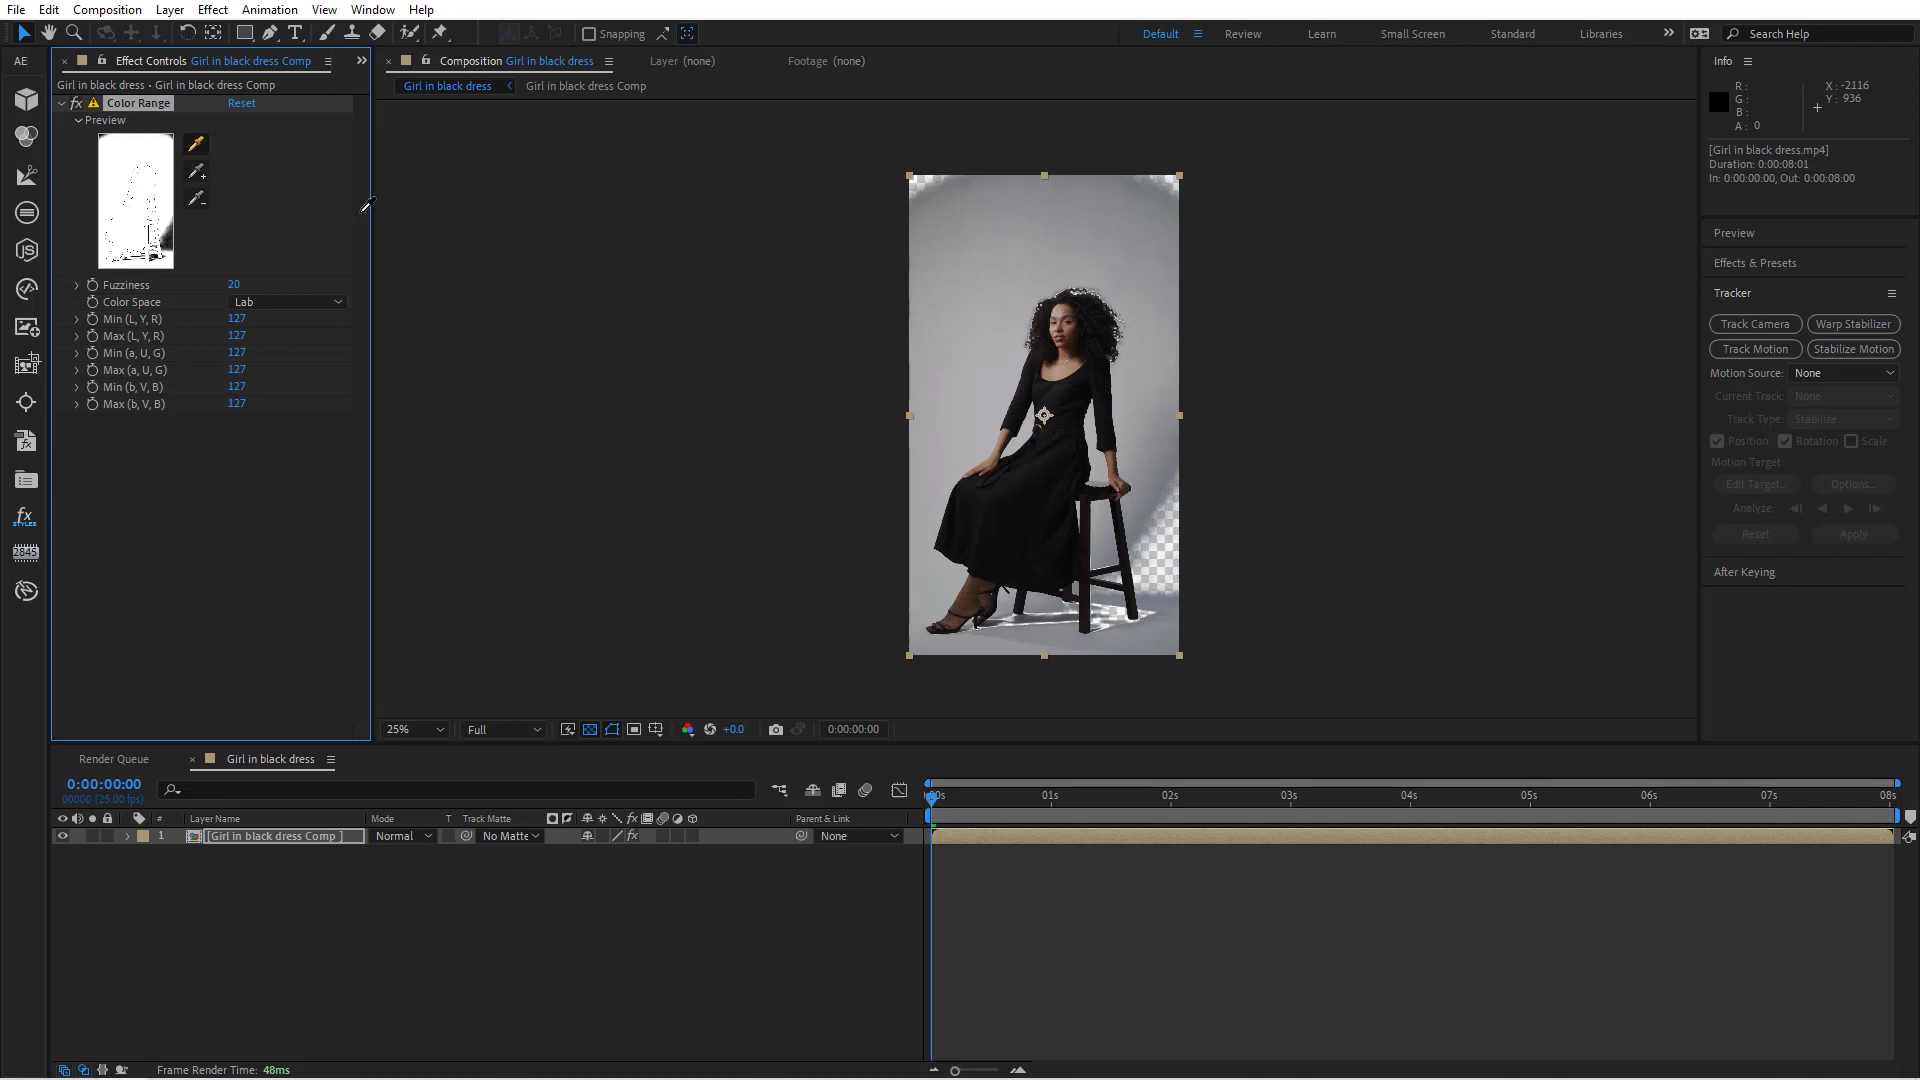 File Edit Composition Layer Effect Animation View Window Help
Snapping
Default Review Learn Small Screen Standard Libraries Search Help
AE
Effect Controls Girl in black dress Comp
Girl in black dress • Girl in black dress Comp
fx Color Range Reset
Preview
Fuzziness 20
Color Space Lab
Min (L, Y, R) 127
Max (L, Y, R) 127
Min (a, U, G) 127
Max (a, U, G) 127
Min (b, V, B) 127
Max (b, V, B) 127
JS
fx
fx
STYLES
2845
Composition Girl in black dress Layer (none) Footage (none)
Girl in black dress Girl in black dress Comp
25% Full +0.0 0:00:00:00
Info
R :
G :
B :
A : 0
X : -2116
Y : 936
[Girl in black dress.mp4]
Duration: 0:00:08:01
In: 0:00:00:00, Out: 0:00:08:00
Preview
Effects & Presets
Tracker
Track Camera Warp Stabilizer
Track Motion Stabilize Motion
Motion Source: None
Current Track: None
Track Type: Stabilize
Position Rotation Scale
Motion Target:
Edit Target... Options...
Analyze:
Reset Apply
After Keying
Render Queue Girl in black dress
0:00:00:00
00000 (25.00 fps)
# Layer Name Mode T Track Matte fx Parent & Link
1 [Girl in black dress Comp ] Normal No Matte fx None
00s 01s 02s 03s 04s 05s 06s 07s 08s
Frame Render Time: 48ms